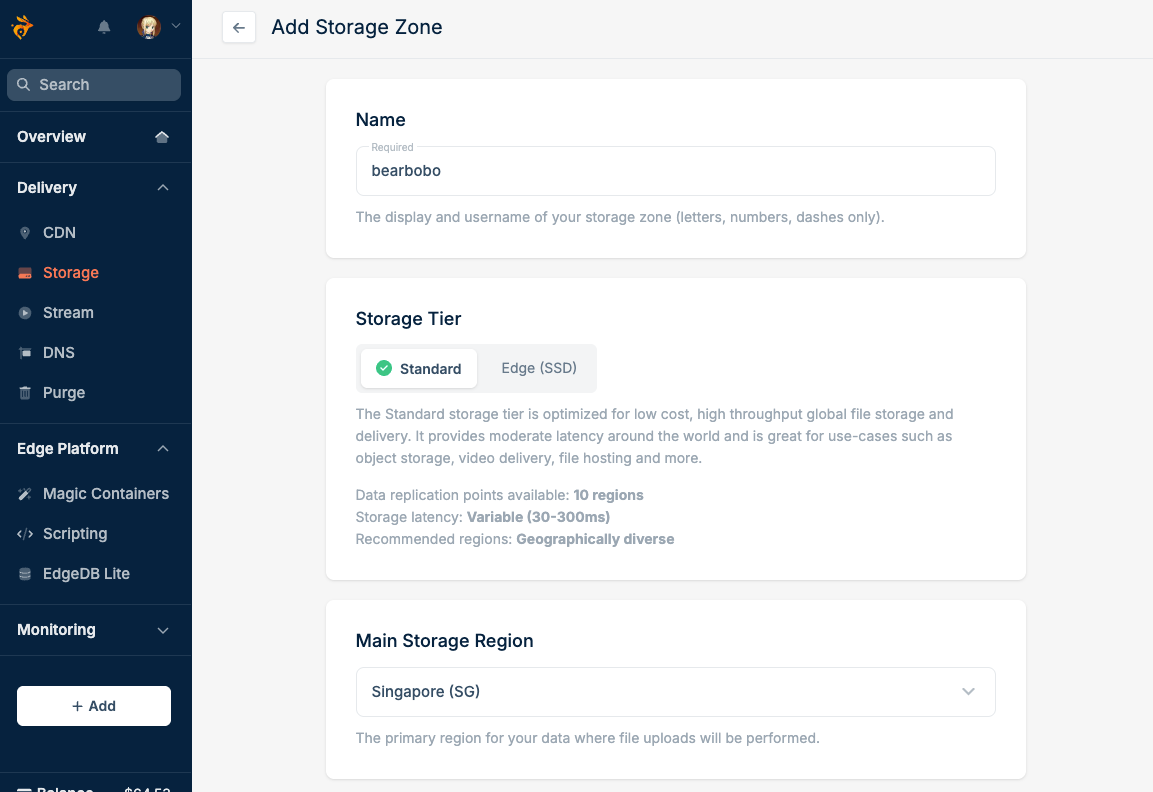 Add Storage Zone
Search
Overview
Delivery
CDN
Storage
Stream
DNS
Purge
Edge Platform
Magic Containers
Scripting
EdgeDB Lite
Monitoring
+ Add
Balance $64.52
Name
Required
bearbobo
The display and username of your storage zone (letters, numbers, dashes only).
Storage Tier
Standard
Edge (SSD)
The Standard storage tier is optimized for low cost, high throughput global file storage and
delivery. It provides moderate latency around the world and is great for use-cases such as
object storage, video delivery, file hosting and more.
Data replication points available: 10 regions
Storage latency: Variable (30-300ms)
Recommended regions: Geographically diverse
Main Storage Region
Singapore (SG)
The primary region for your data where file uploads will be performed.